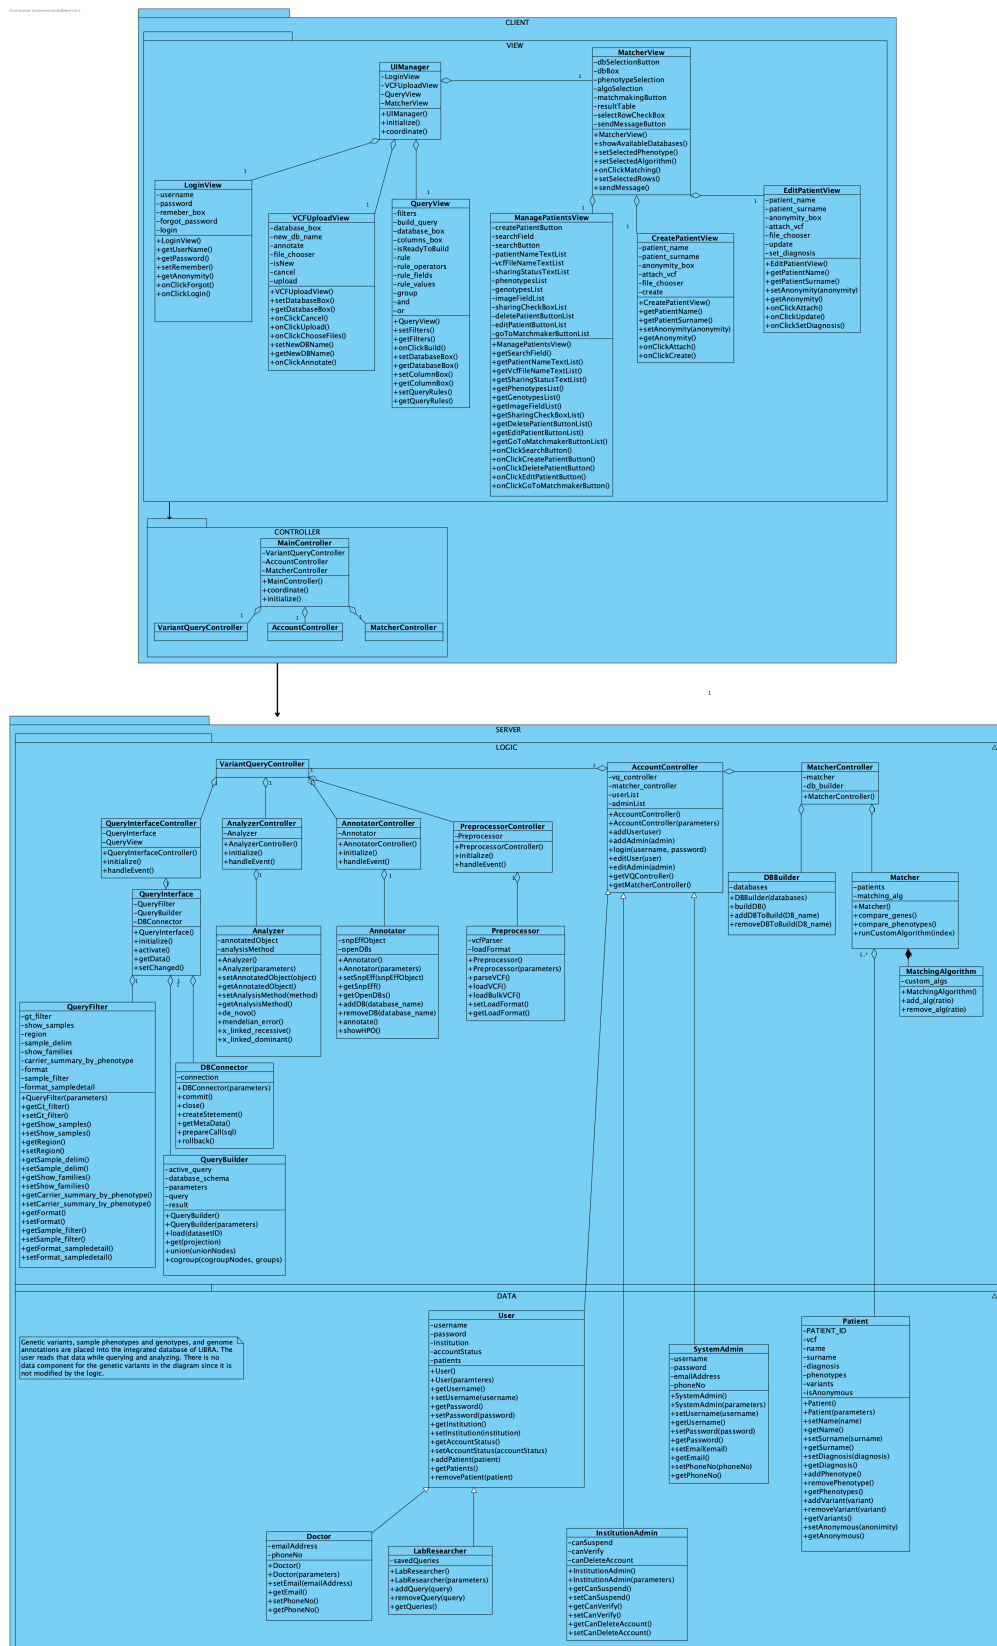 CLIENT
VIEW
UIManager
-LoginView
-VCFUploadView
-QueryView
-MatcherView
+UIManager()
+initialize()
+coordinate()
1
MatcherView
-dbSelectionButton
-dbBox
-phenotypeSelection
-algoSelection
-matchmakingButton
-resultTable
-selectRowCheckBox
-sendMessageButton
+MatcherView()
+showAvailableDatabases()
+setSelectedPhenotype()
+setSelectedAlgorithm()
+onClickMatching()
+setSelectedRows()
+sendMessage()
1
1
1
1
1
1
LoginView
-username
-password
-remeber_box
-forgot_password
-login
+LoginView()
+getUserName()
+getPassword()
+setRemember()
+getAnonymity()
+onClickForgot()
+onClickLogin()
VCFUploadView
-database_box
-new_db_name
-annotate
-file_chooser
-isNew
-cancel
-upload
+VCFUploadView()
+setDatabaseBox()
+getDatabaseBox()
+onClickCancel()
+onClickUpload()
+onClickChooseFiles()
+setNewDBName()
+getNewDBName()
+onClickAnnotate()
QueryView
-filters
-build_query
-database_box
-columns_box
-isReadyToBuild
-rule
-rule_operators
-rule_fields
-rule_values
-group
-and
-or
+QueryView()
+setFilters()
+getFilters()
+onClickBuild()
+setDatabaseBox()
+getDatabaseBox()
+setColumnBox()
+getColumnBox()
+setQueryRules()
+getQueryRules()
ManagePatientsView
-createPatientButton
-searchField
-searchButton
-patientNameTextList
-vcfFileNameTextList
-sharingStatusTextList
-phenotypesList
-genotypesList
-imageFieldList
-sharingCheckBoxList
-deletePatientButtonList
-editPatientButtonList
-goToMatchmakerButtonList
+ManagePatientsView()
+getSearchField()
+getPatientNameTextList()
+getVcfFileNameTextList()
+getSharingStatusTextList()
+getPhenotypesList()
+getGenotypesList()
+getImageFieldList()
+getSharingCheckBoxList()
+getDeletePatientButtonList()
+getEditPatientButtonList()
+getGoToMatchmakerButtonList()
+onClickSearchButton()
+onClickCreatePatientButton()
+onClickDeletePatientButton()
+onClickEditPatientButton()
+onClickGoToMatchmakerButton()
CreatePatientView
-patient_name
-patient_surname
-anonymity_box
-attach_vcf
-file_chooser
-create
+CreatePatientView()
+getPatientName()
+getPatientSurname()
+setAnonymity(anonymity)
+getAnonymity()
+onClickAttach()
+onClickCreate()
EditPatientView
-patient_name
-patient_surname
-anonymity_box
-attach_vcf
-file_chooser
-update
-set_diagnosis
+EditPatientView()
+getPatientName()
+getPatientSurname()
+setAnonymity(anonymity)
+getAnonymity()
+onClickAttach()
+onClickUpdate()
+onClickSetDiagnosis()
CONTROLLER
MainController
-VariantQueryController
-AccountController
-MatcherController
+MainController()
+coordinate()
+initialize()
1
1
1
VariantQueryController
AccountController
MatcherController
1
SERVER
LOGIC
VariantQueryController
1
1
AccountController
-vq_controller
-matcher_controller
-userList
-adminList
+AccountController()
+AccountController(parameters)
+addUser(user)
+addAdmin(admin)
+login(username, password)
+editUser(user)
+editAdmin(admin)
+getVQController()
+getMatcherController()
MatcherController
-matcher
-db_builder
+MatcherController()
1
1
1
QueryInterfaceController
-QueryInterface
-QueryView
+QueryInterfaceController()
+initialize()
+handleEvent()
AnalyzerController
-Analyzer
+AnalyzerController()
+initialize()
+handleEvent()
AnnotatorController
-Annotator
+AnnotatorController()
+initialize()
+handleEvent()
PreprocessorController
-Preprocessor
+PreprocessorController()
+initialize()
+handleEvent()
1
1
1
QueryInterface
-QueryFilter
-QueryBuilder
-DBConnector
+QueryInterface()
+initialize()
+activate()
+getData()
+setChanged()
1
1
Analyzer
-annotatedObject
-analysisMethod
+Analyzer()
+Analyzer(parameters)
+setAnnotatedObject(object)
+getAnnotatedObject()
+setAnalysisMethod(method)
+getAnalysisMethod()
+de_novo()
+mendelian_error()
+x_linked_recessive()
+x_linked_dominant()
Annotator
-snpEffObject
-openDBs
+Annotator()
+Annotator(parameters)
+setSnpEff(snpEffObject)
+getSnpEff()
+getOpenDBs()
+addDB(database_name)
+removeDB(database_name)
+annotate()
+showHPO()
Preprocessor
-vcfParser
-loadFormat
+Preprocessor()
+Preprocessor(parameters)
+parseVCF()
+loadVCF()
+loadBulkVCF()
+setLoadFormat()
+getLoadFormat()
DBBuilder
-databases
+DBBuilder(databases)
+buildDB()
+addDBToBuild(DB_name)
+removeDBToBuild(DB_name)
Matcher
-patients
-matching_alg
+Matcher()
+compare_genes()
+compare_phenotypes()
+runCustomAlgorithm(index)
1..*
MatchingAlgorithm
-custom_algs
+MatchingAlgorithm()
+add_alg(ratio)
+remove_alg(ratio)
QueryFilter
-gt_filter
-show_samples
-region
-sample_delim
-show_families
-carrier_summary_by_phenotype
-format
-sample_filter
-format_sampledetail
+QueryFilter(parameters)
+getGt_filter()
+setGt_filter()
+getShow_samples()
+setShow_samples()
+getRegion()
+setRegion()
+getSample_delim()
+setSample_delim()
+getShow_families()
+setShow_families()
+getCarrier_summary_by_phenotype()
+setCarrier_summary_by_phenotype()
+getFormat()
+setFormat()
+getSample_filter()
+setSample_filter()
+getFormat_sampledetail()
+setFormat_sampledetail()
DBConnector
-connection
+DBConnector(parameters)
+commit()
+close()
+createStetement()
+getMetaData()
+prepareCall(sql)
+rollback()
QueryBuilder
-active_query
-database_schema
-parameters
-query
-result
+QueryBuilder()
+QueryBuilder(parameters)
+load(datasetID)
+get(projection)
+union(unionNodes)
+cogroup(cogroupNodes, groups)
DATA
Genetic variants, sample phenotypes and genotypes, and genome
annotations are placed into the integrated database of LIBRA. The
user reads that data while querying and analyzing. There is no
data component for the genetic variants in the diagram since it is
not modified by the logic.
User
-username
-password
-institution
-accountStatus
-patients
+User()
+User(paramteres)
+getUsername()
+setUsername(username)
+getPassword()
+setPassword(password)
+getInstitution()
+setInstitution(institution)
+getAccountStatus()
+setAccountStatus(accountStatus)
+addPatient(patient)
+getPatients()
+removePatient(patient)
SystemAdmin
-username
-password
-emailAddress
-phoneNo
+SystemAdmin()
+SystemAdmin(parameters)
+setUsername(username)
+getUsername()
+setPassword(password)
+getPassword()
+setEmail(email)
+getEmail()
+setPhoneNo(phoneNo)
+getPhoneNo()
Patient
-PATIENT_ID
-vcf
-name
-surname
-diagnosis
-phenotypes
-variants
-isAnonymous
+Patient()
+Patient(parameters)
+setName(name)
+getName()
+setSurname(surname)
+getSurname()
+setDiagnosis(diagnosis)
+getDiagnosis()
+addPhenotype()
+removePhenotype()
+getPhenotypes()
+addVariant(variant)
+removeVariant(variant)
+getVariants()
+setAnonymous(anonimity)
+getAnonymous()
Doctor
-emailAddress
-phoneNo
+Doctor()
+Doctor(parameters)
+setEmail(emailAddress)
+getEmail()
+setPhoneNo()
+getPhoneNo()
LabResearcher
-savedQueries
+LabResearcher()
+LabResearcher(parameters)
+addQuery(query)
+removeQuery(query)
+getQueries()
InstitutionAdmin
-canSuspend
-canVerify
-canDeleteAccount
+InstitutionAdmin()
+InstitutionAdmin(parameters)
+getCanSuspend()
+setCanSuspend()
+getCanVerify()
+setCanVerify()
+getCanDeleteAccount()
+setCanDeleteAccount()